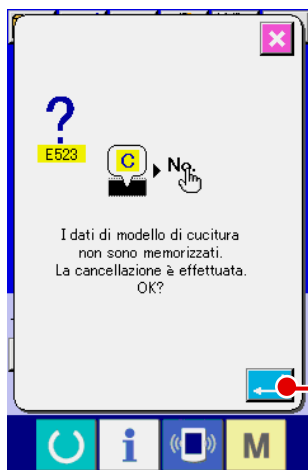 ?
E523
C
No.
I dati di modello di cucitura
non sono memorizzati.
La cancellazione è effettuata.
OK?
i
M